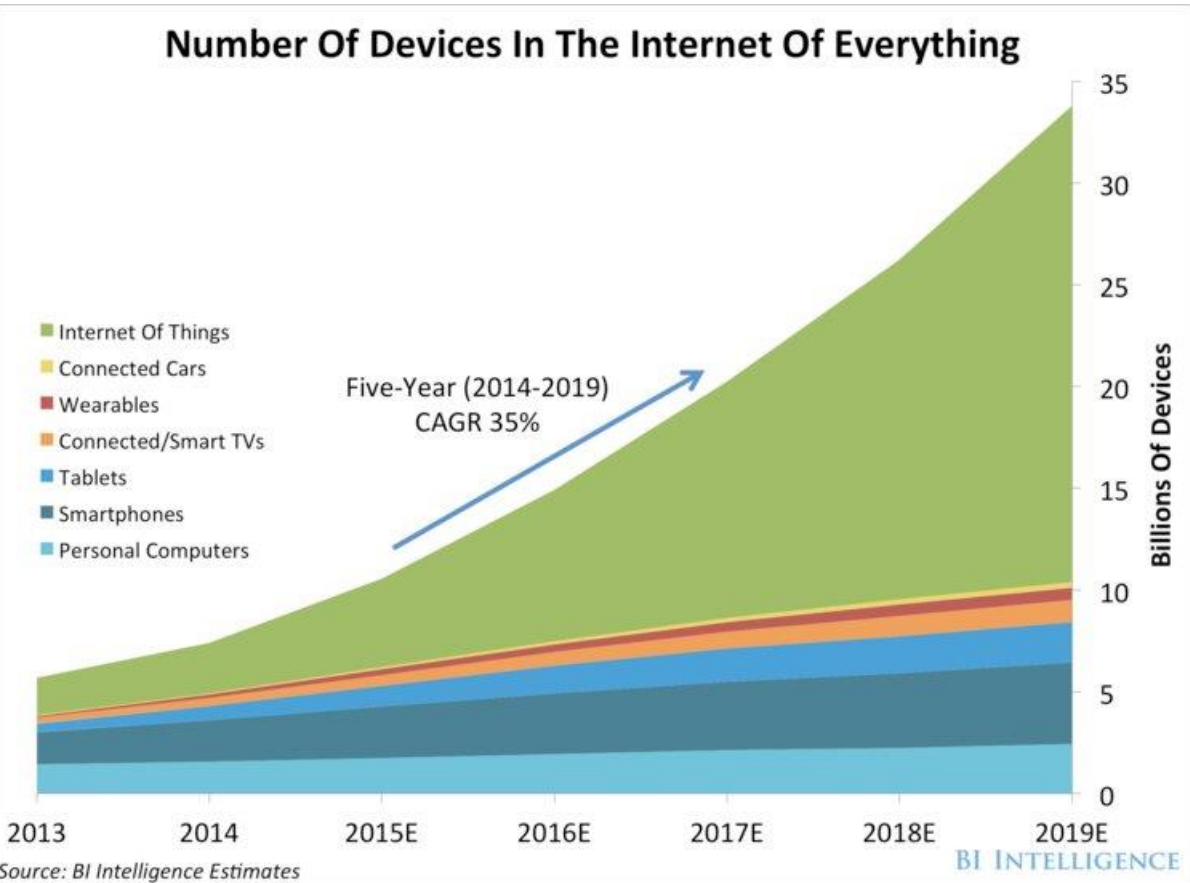 Number Of Devices In The Internet Of Everything
35
30
25
20
15
10
5
0
Billions Of Devices
Internet Of Things
Connected Cars
Wearables
Connected/Smart TVs
Tablets
Smartphones
Personal Computers
Five-Year (2014-2019)
CAGR 35%
2013 2014 2015E 2016E 2017E 2018E 2019E
Source: BI Intelligence Estimates
BI INTELLIGENCE